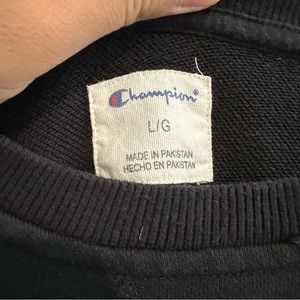 Champion®
L/G
MADE IN PAKISTAN
HECHO EN PAKISTAN